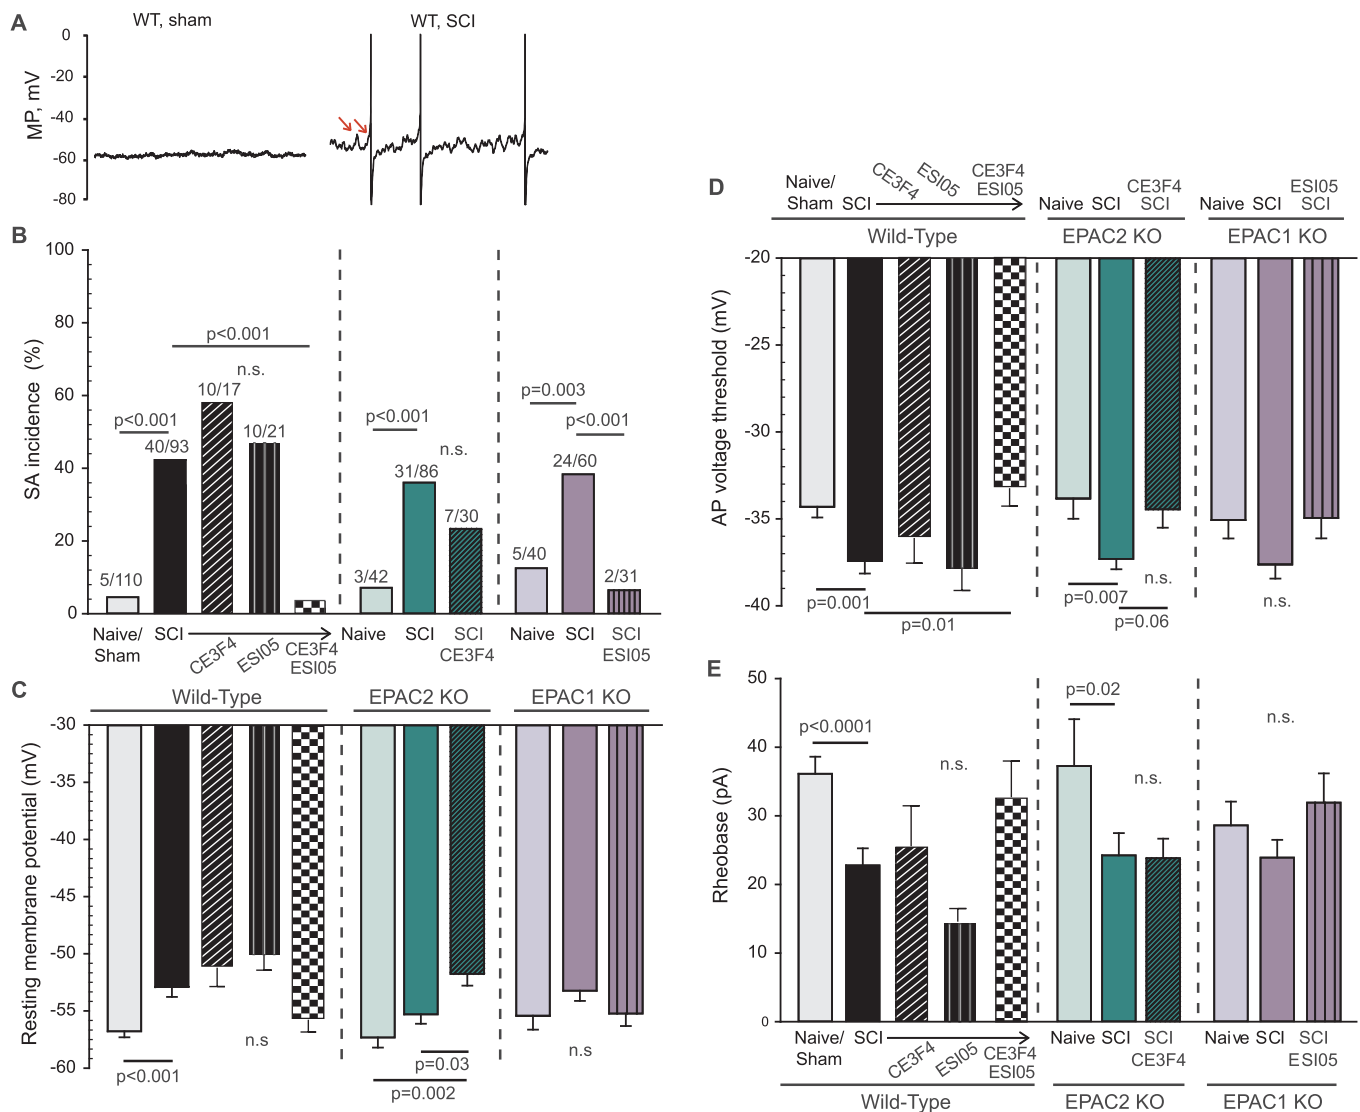 A
WT, sham
WT, SCI
MP, mV
0
-20
-40
-60
-80
B
SA incidence (%)
100
80
60
40
20
0
p<0.001
5/110
40/93
10/17
10/21
p<0.001
n.s.
3/42
31/86
7/30
p<0.001
n.s.
5/40
24/60
2/31
p=0.003
p<0.001
Naive/
Sham
SCI
CE3F4
ESI05
CE3F4
ESI05
Naive
SCI
SCI
CE3F4
Naive
SCI
SCI
ESI05
C
Wild-Type
EPAC2 KO
EPAC1 KO
Resting membrane potential (mV)
-30
-35
-40
-45
-50
-55
-60
p<0.001
n.s
p=0.03
p=0.002
n.s
D
Naive/
Sham
SCI
CE3F4
ESI05
CE3F4
ESI05
Naive
SCI
CE3F4
SCI
Naive
SCI
ESI05
SCI
Wild-Type
EPAC2 KO
EPAC1 KO
AP voltage threshold (mV)
-20
-25
-30
-35
-40
p=0.001
p=0.01
p=0.007
n.s.
p=0.06
n.s.
E
Rheobase (pA)
50
40
30
20
10
0
p<0.0001
n.s.
p=0.02
n.s.
n.s.
Naive/
Sham
SCI
CE3F4
ESI05
CE3F4
ESI05
Naive
SCI
SCI
CE3F4
Naive
SCI
SCI
ESI05
Wild-Type
EPAC2 KO
EPAC1 KO